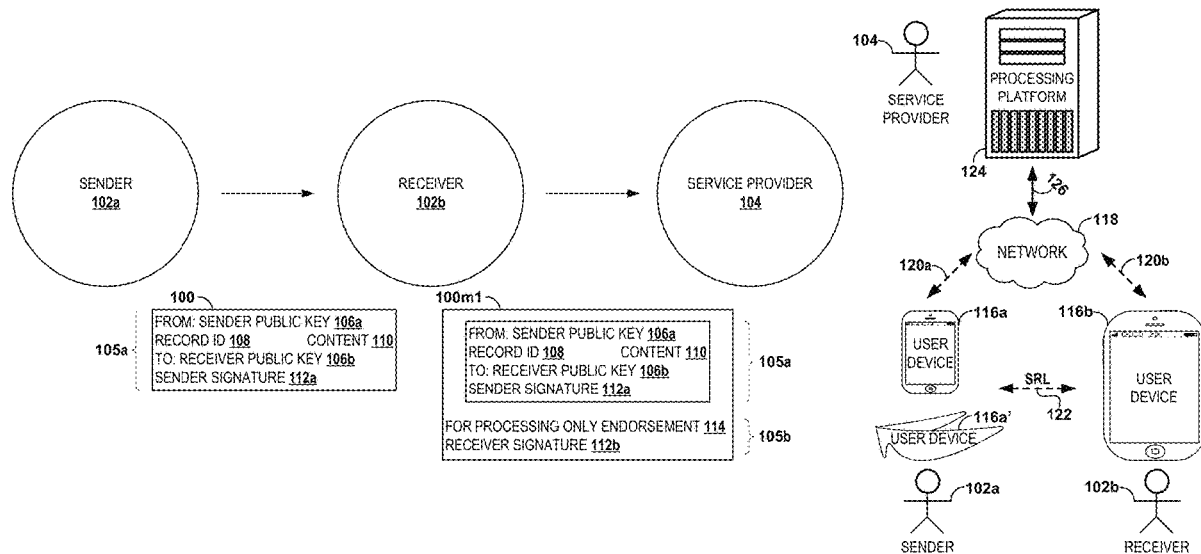 SENDER
102a
RECEIVER
102b
SERVICE PROVIDER
104
100
105a
FROM: SENDER PUBLIC KEY 106a
RECORD ID 108 CONTENT 110
TO: RECEIVER PUBLIC KEY 106b
SENDER SIGNATURE 112a
100m1
FROM: SENDER PUBLIC KEY 106a
RECORD ID 108 CONTENT 110
TO: RECEIVER PUBLIC KEY 106b
SENDER SIGNATURE 112a
105a
FOR PROCESSING ONLY ENDORSEMENT 114
RECEIVER SIGNATURE 112b
105b
104
SERVICE
PROVIDER
PROCESSING
PLATFORM
124
126
118
NETWORK
120a
120b
116a
USER
DEVICE
116b
USER
DEVICE
SRL
122
116a'
USER DEVICE
102a
SENDER
102b
RECEIVER